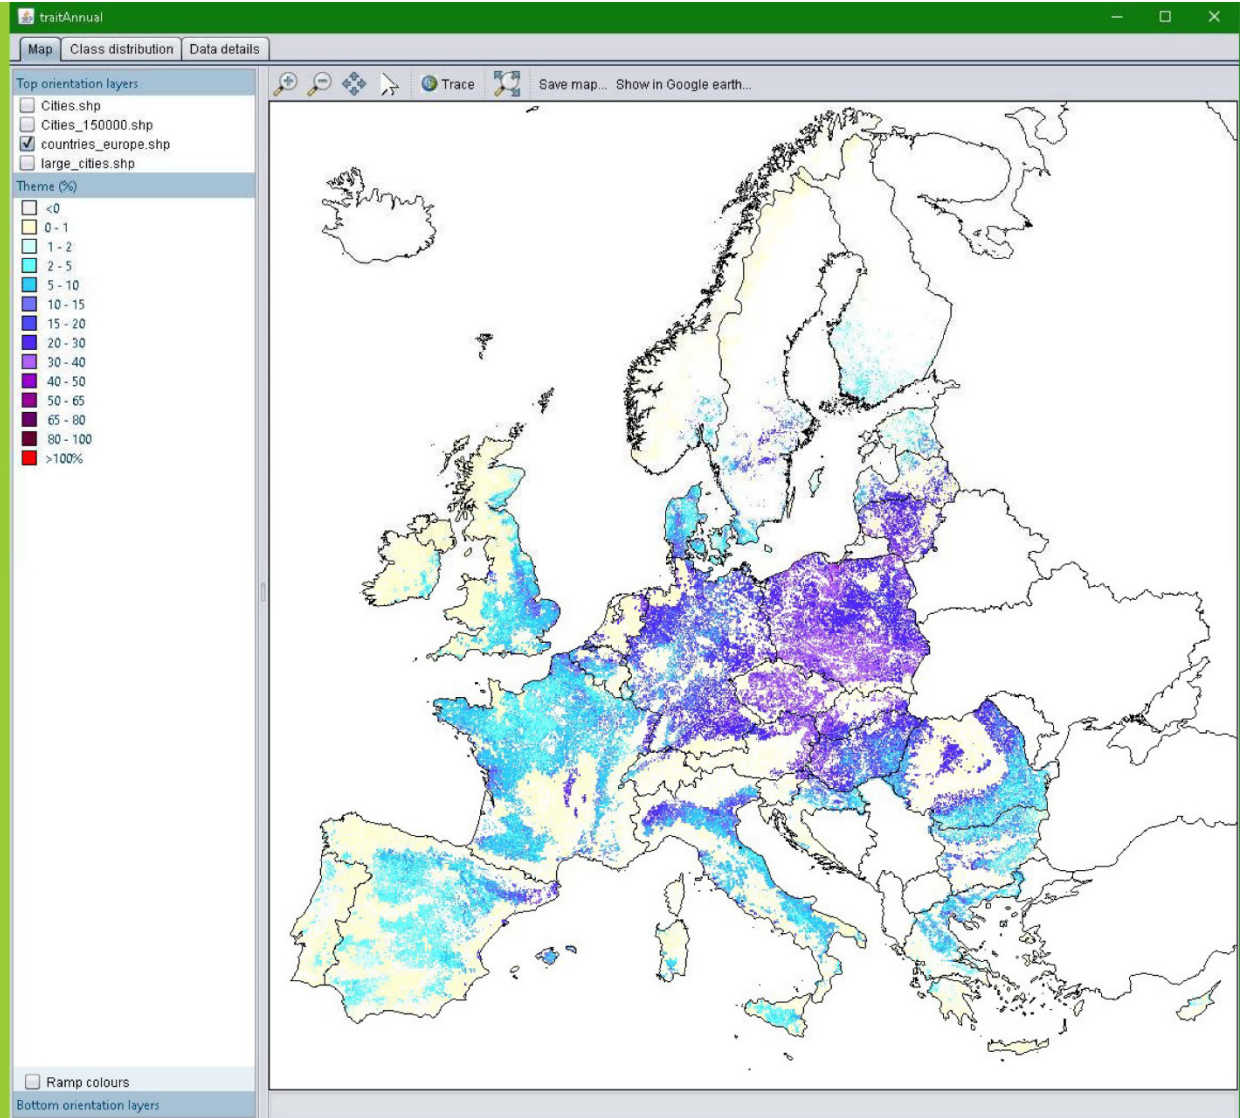 traitAnnual
Map Class distribution Data details
Top orientation layers
Cities.shp
Cities_150000.shp
countries_europe.shp
large_cities.shp
Theme (%)
<0
0 - 1
1 - 2
2 - 5
5 - 10
10 - 15
15 - 20
20 - 30
30 - 40
40 - 50
50 - 65
65 - 80
80 - 100
>100%
Ramp colours
Bottom orientation layers
Trace Save map... Show in Google earth...